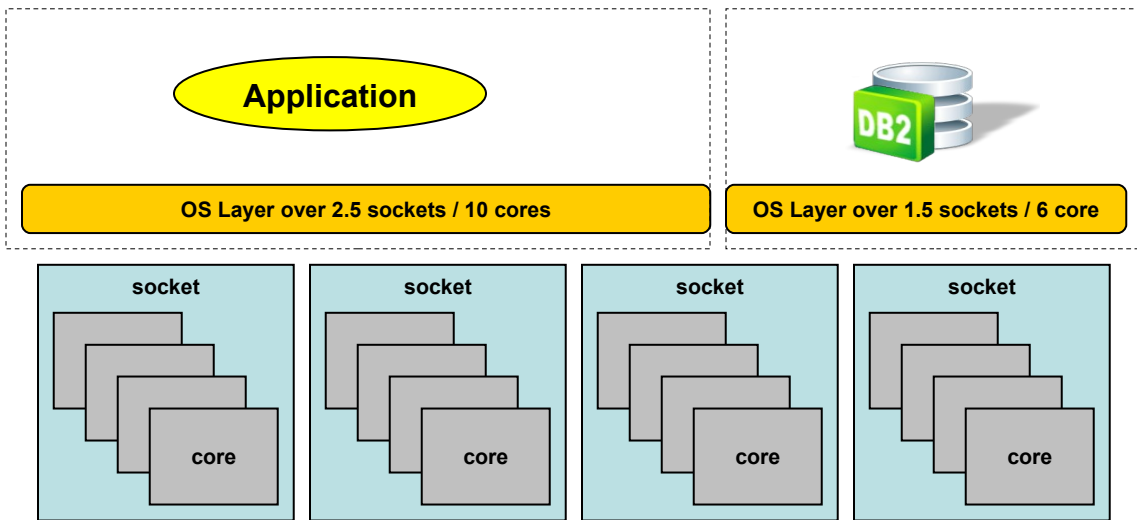 Application
DB2
OS Layer over 2.5 sockets / 10 cores
OS Layer over 1.5 sockets / 6 core
socket
socket
socket
socket
core
core
core
core